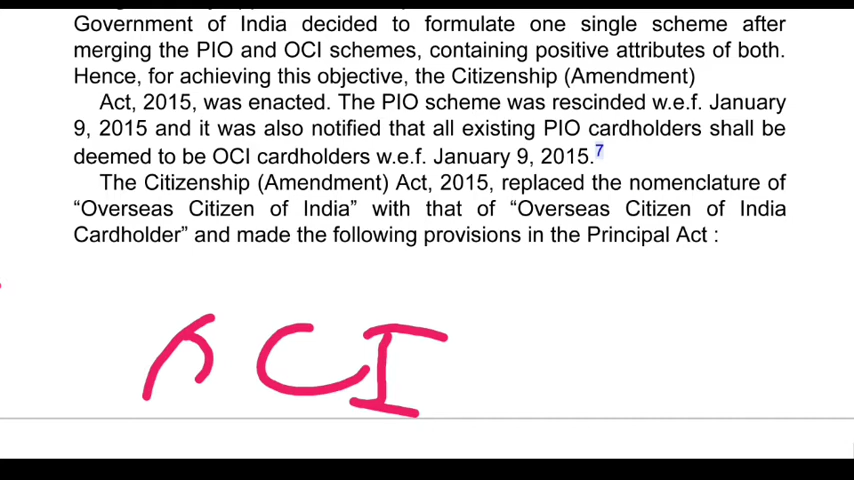 Government of India decided to formulate one single scheme after
merging the PIO and OCI schemes, containing positive attributes of both.
Hence, for achieving this objective, the Citizenship (Amendment)
Act, 2015, was enacted. The PIO scheme was rescinded w.e.f. January
9, 2015 and it was also notified that all existing PIO cardholders shall be
deemed to be OCI cardholders w.e.f. January 9, 2015.7
The Citizenship (Amendment) Act, 2015, replaced the nomenclature of
“Overseas Citizen of India” with that of “Overseas Citizen of India
Cardholder” and made the following provisions in the Principal Act :
CI